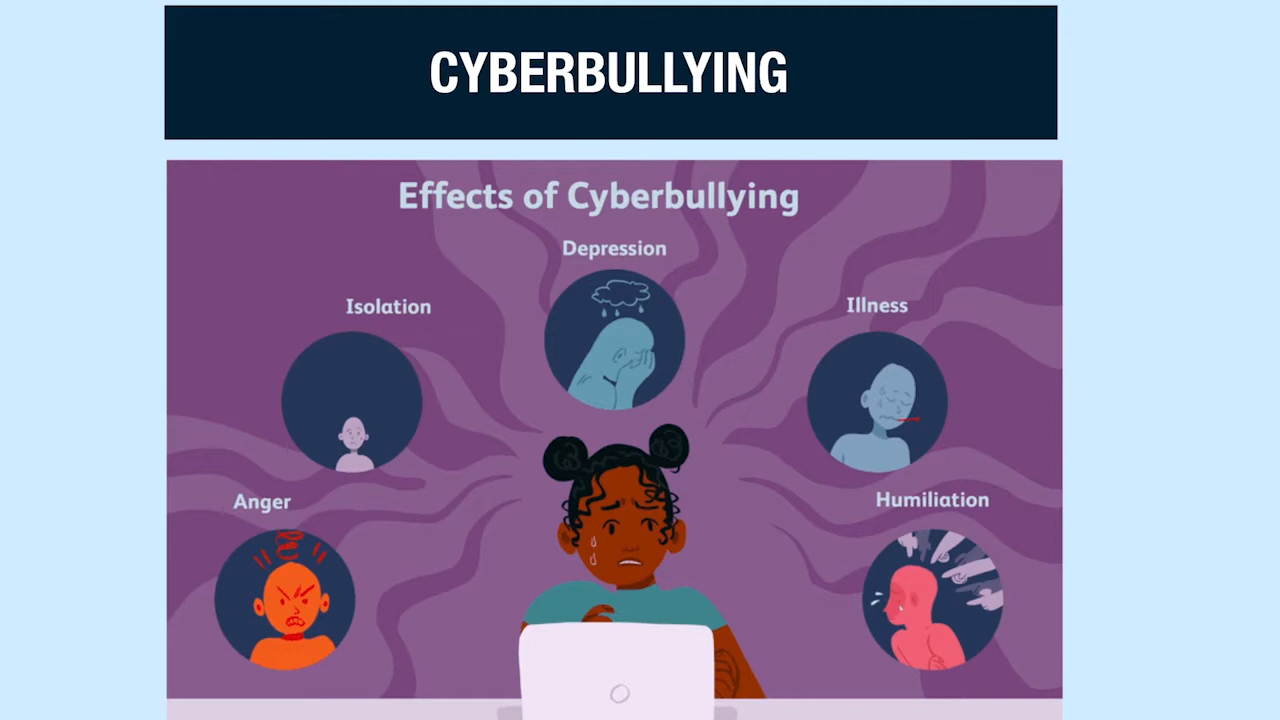 CYBERBULLYING
Effects of Cyberbullying
Depression
Isolation
Illness
Anger
Humiliation